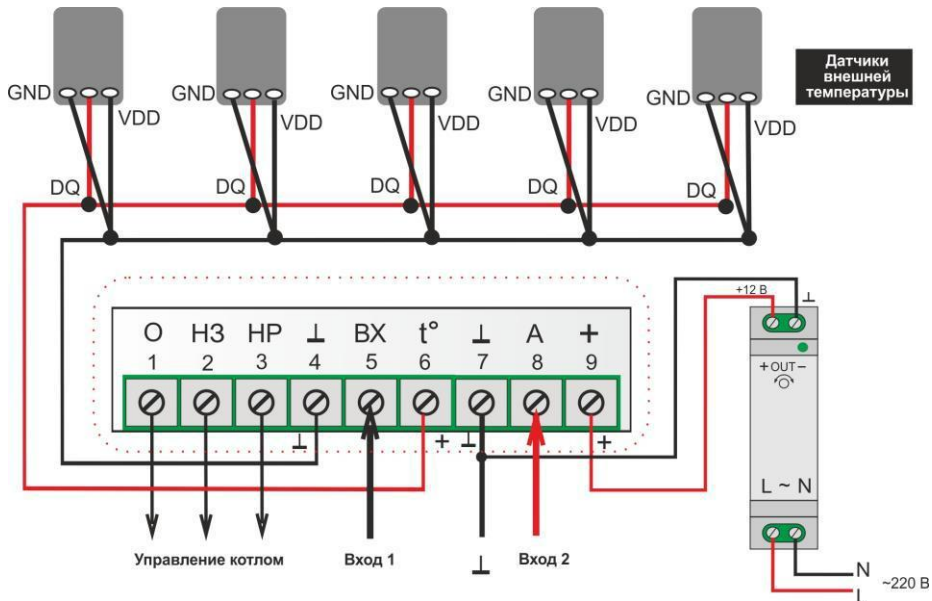 Датчики
внешней
температуры
GND GND GND GND GND
VDD VDD VDD VDD VDD
DQ DQ DQ DQ DQ
+12 В ⊥
О НЗ НР ⊥ ВХ t° ⊥ А +
1 2 3 4 5 6 7 8 9
⊥ + ⊥ +
+ OUT −
L ~ N
Управление котлом Вход 1 ⊥ Вход 2
N
~220 В
L